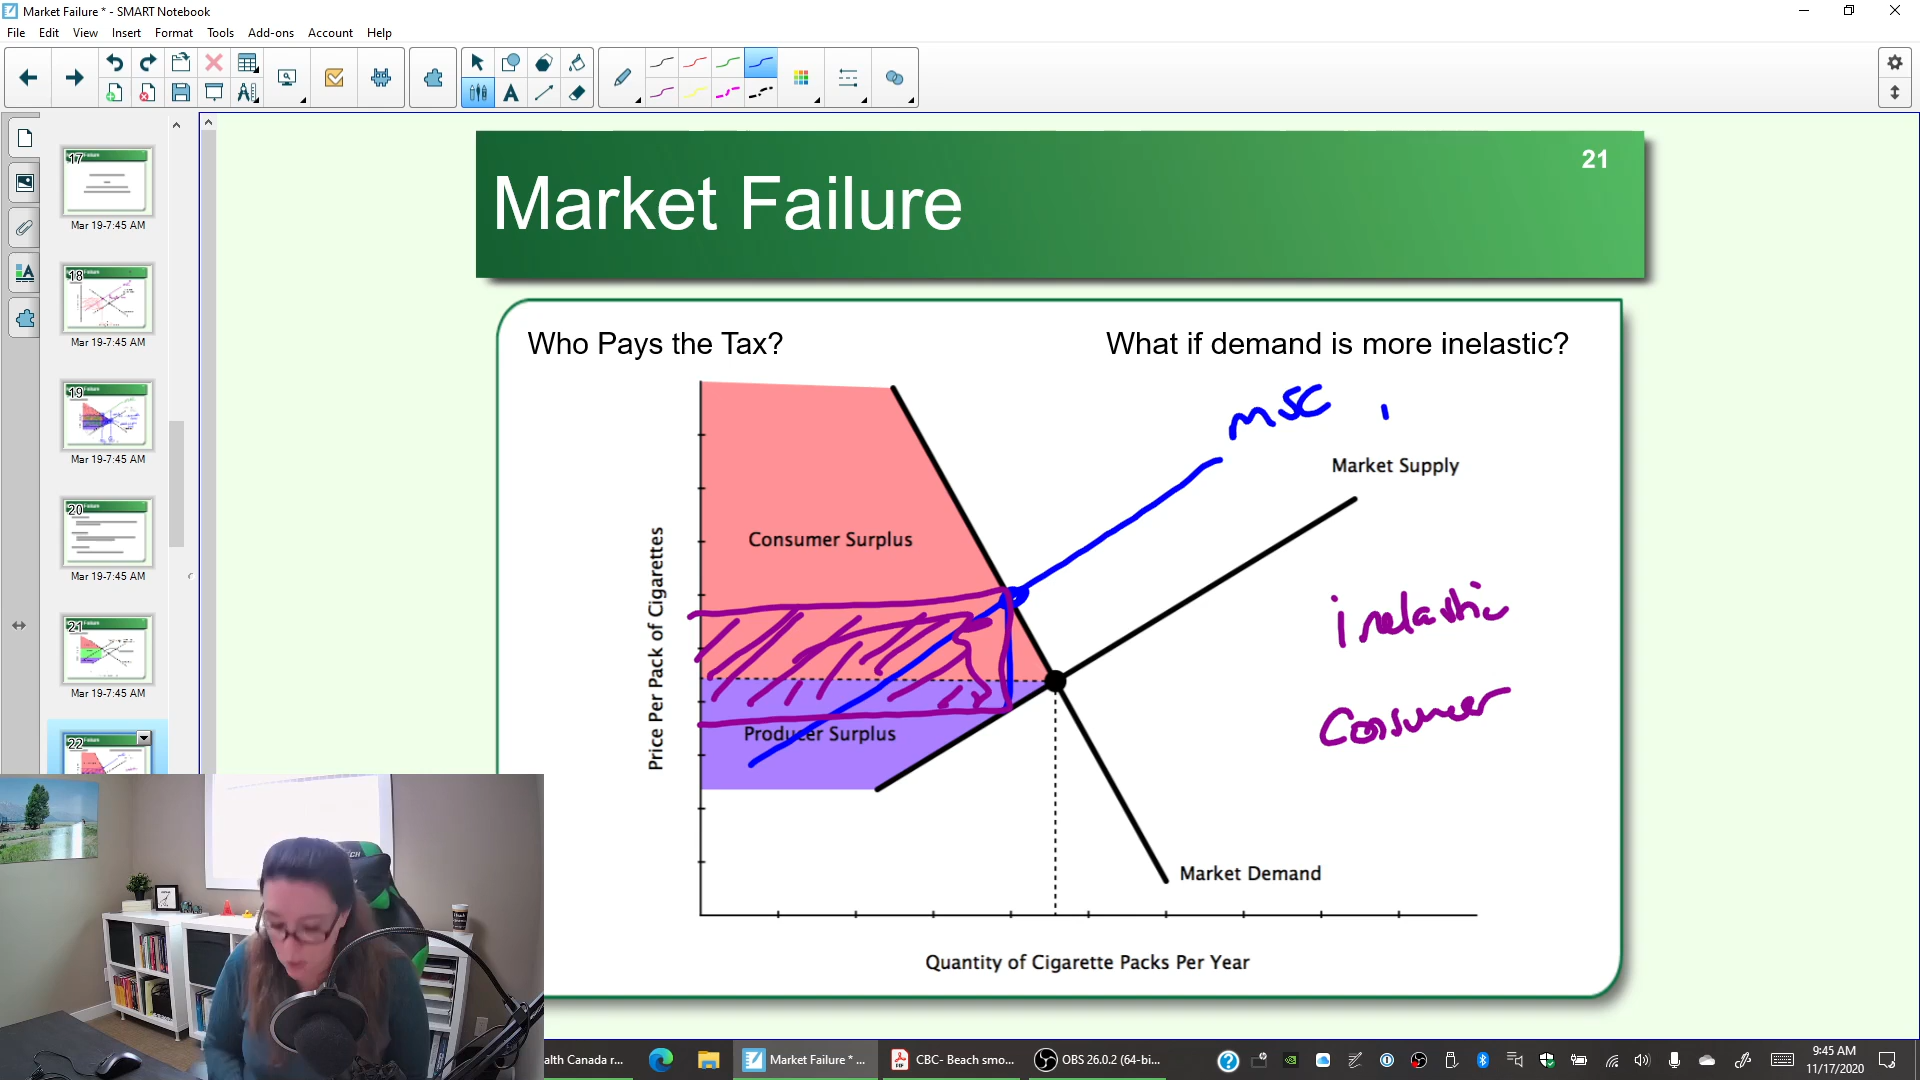 Market Failure * - SMART Notebook
File Edit View Insert Format Tools Add-ons Account Help
17
Mar 19-7:45 AM
18
Mar 19-7:45 AM
19
Mar 19-7:45 AM
20
Mar 19-7:45 AM
21
Mar 19-7:45 AM
22
21
Market Failure
Who Pays the Tax?
What if demand is more inelastic?
MSC
Market Supply
Consumer Surplus
inelastic
Consumer
Producer Surplus
Price Per Pack of Cigarettes
Market Demand
Quantity of Cigarette Packs Per Year
alth Canada r...
Market Failure * ...
CBC- Beach smo...
OBS 26.0.2 (64-bi...
9:45 AM
11/17/2020